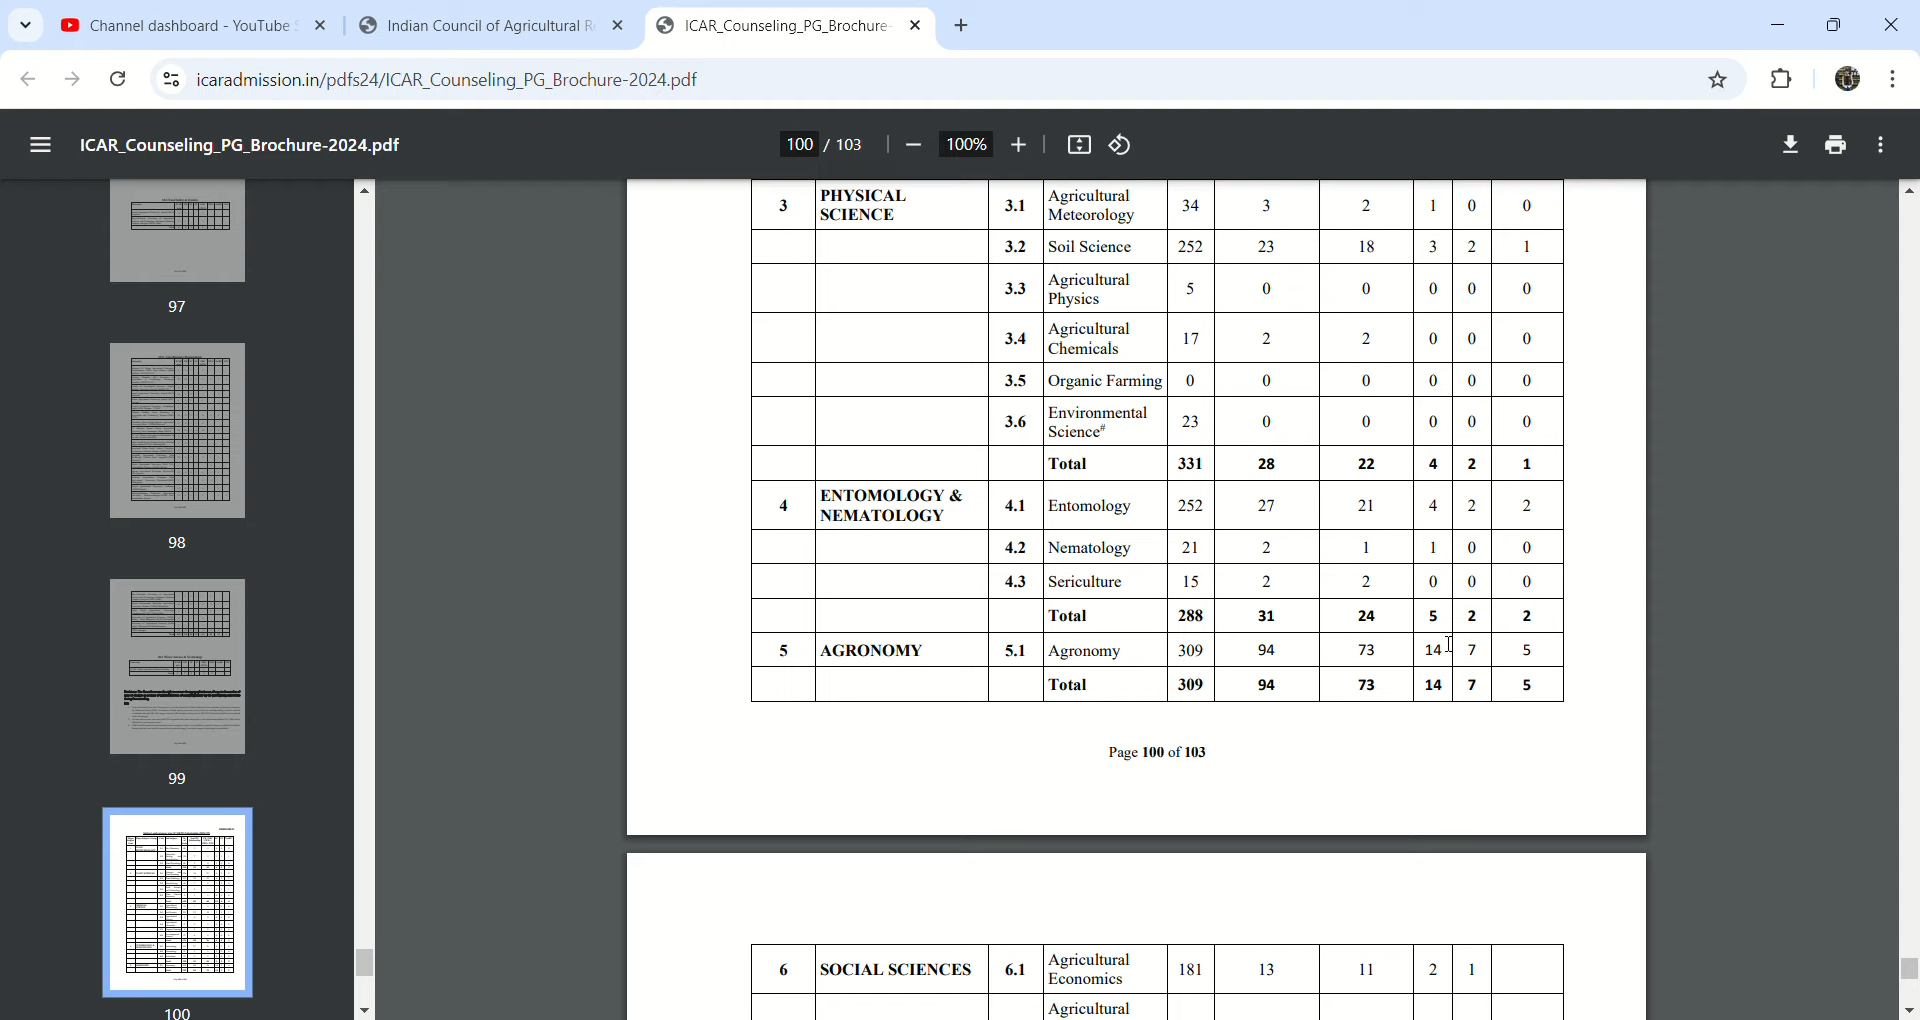 Channel dashboard - YouTube
Indian Council of Agricultural R
ICAR_Counseling_PG_Brochure-
icaradmission.in/pdfs24/ICAR_Counseling_PG_Brochure-2024.pdf
ICAR_Counseling_PG_Brochure-2024.pdf
100 / 103
100%
97
98
99
100
3 PHYSICAL SCIENCE 3.1 Agricultural Meteorology 34 3 2 1 0 0
3.2 Soil Science 252 23 18 3 2 1
3.3 Agricultural Physics 5 0 0 0 0 0
3.4 Agricultural Chemicals 17 2 2 0 0 0
3.5 Organic Farming 0 0 0 0 0 0
3.6 Environmental Science# 23 0 0 0 0 0
Total 331 28 22 4 2 1
4 ENTOMOLOGY & NEMATOLOGY 4.1 Entomology 252 27 21 4 2 2
4.2 Nematology 21 2 1 1 0 0
4.3 Sericulture 15 2 2 0 0 0
Total 288 31 24 5 2 2
5 AGRONOMY 5.1 Agronomy 309 94 73 14 7 5
Total 309 94 73 14 7 5
Page 100 of 103
6 SOCIAL SCIENCES 6.1 Agricultural Economics 181 13 11 2 1
Agricultural